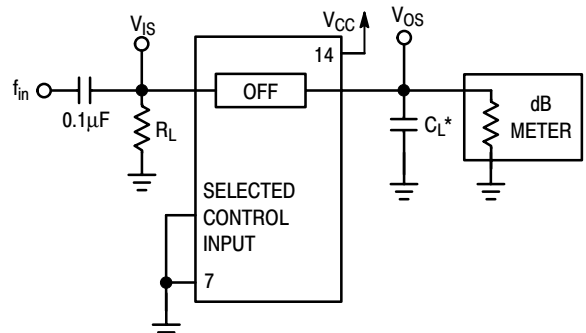 V_IS
V_CC
V_OS
14
f_in
0.1μF
R_L
OFF
C_L*
dB
METER
SELECTED
CONTROL
INPUT
7